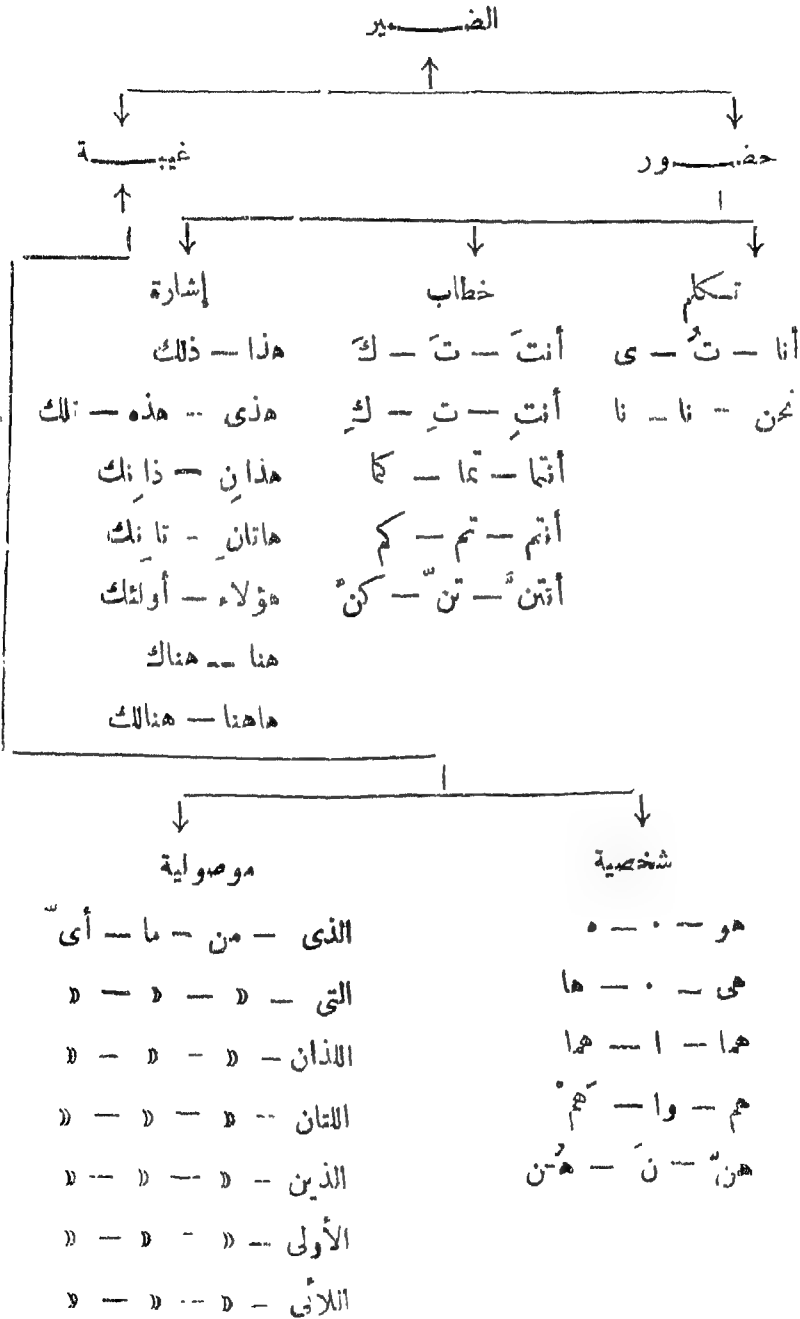 الضمير
حضور غيبة
تكلم خطاب إشارة
أنا – تُ – ى أنتَ – تَ – كَ هذا – ذلك
نحن – نا – نا أنتِ – تِ – كِ هذى – هذه – تلك
أنتما – تما – كما هذانِ – ذانِك
أنتم – تم – كم هاتانِ – تانِك
أنتنَّ – تنَّ – كنَّ هؤلاء – أولئك
هنا – هناك
هاهنا – هنالك
شخصية موصولية
هو – ٠ – ه الذى – من – ما – أىّ
هى – ٠ – ها التى – » – » – »
هما – ا – هما اللذان – » – » – »
هم – وا – هُمْ اللتان – » – » – »
هنّ – نَ – هُن الذين – » – » – »
الأولى – » – » – »
اللائى – » – » – »